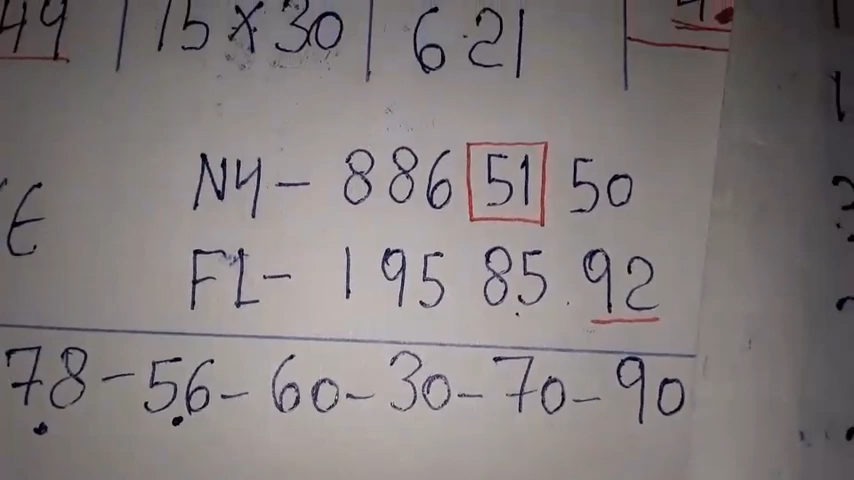 49 15x30 621
NY- 886 51 50
E
FL- 195 85 92
78-56-60-30-70-90